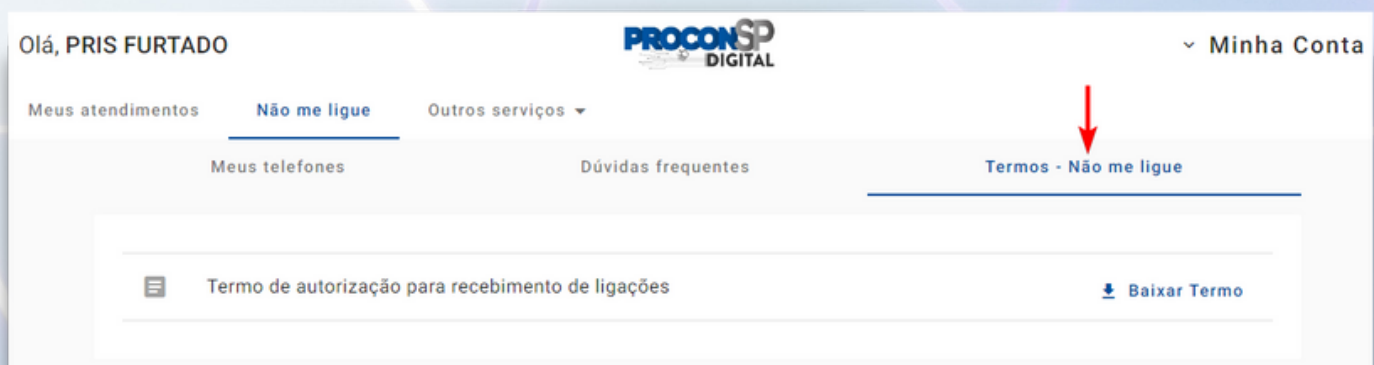 Olá, PRIS FURTADO
PROCONSP
DIGITAL
Minha Conta
Meus atendimentos
Não me ligue
Outros serviços
Meus telefones
Dúvidas frequentes
Termos - Não me ligue
Termo de autorização para recebimento de ligações
Baixar Termo